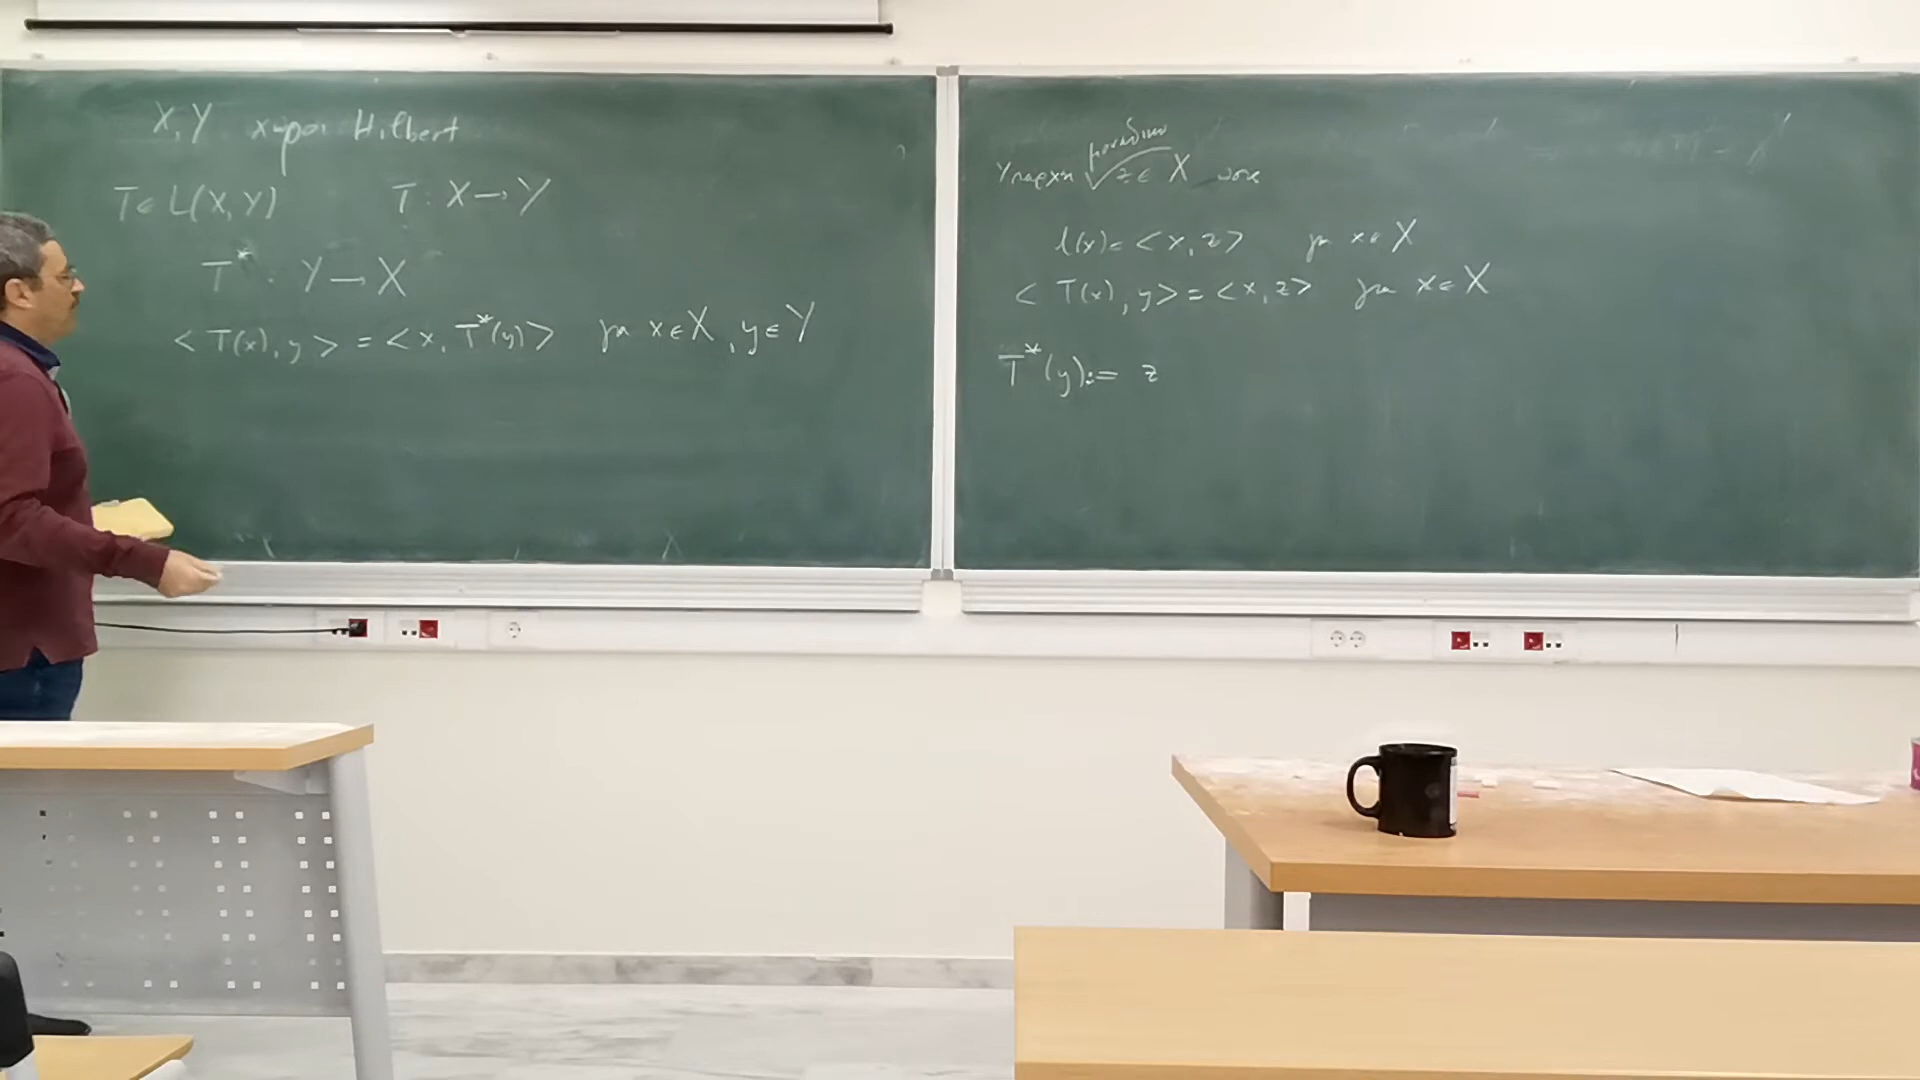 X, Y χώροι Hilbert
T ∈ L(X, Y) T : X → Y
T* : Y → X
< T(x), y > = < x, T*(y) > για x ∈ X, y ∈ Y
μοναδικό
Υπάρχει z ∈ X ώστε
l(x) = < x, z > για x ∈ X
< T(x), y > = < x, z > για x ∈ X
T*(y) := z